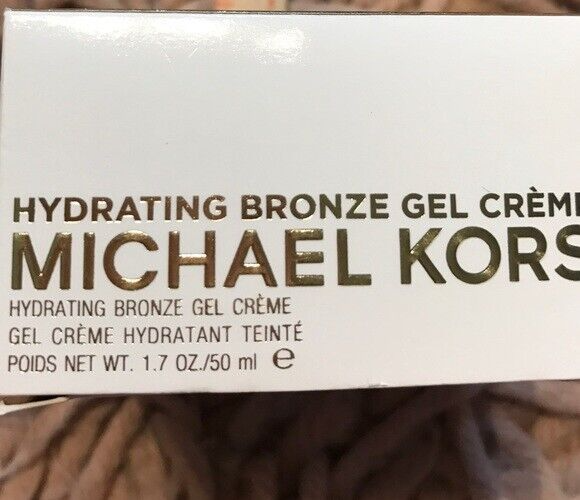 HYDRATING BRONZE GEL CRÈME
MICHAEL KORS
HYDRATING BRONZE GEL CRÈME
GEL CRÈME HYDRATANT TEINTÉ
POIDS NET WT. 1.7 OZ./50 ml ℮